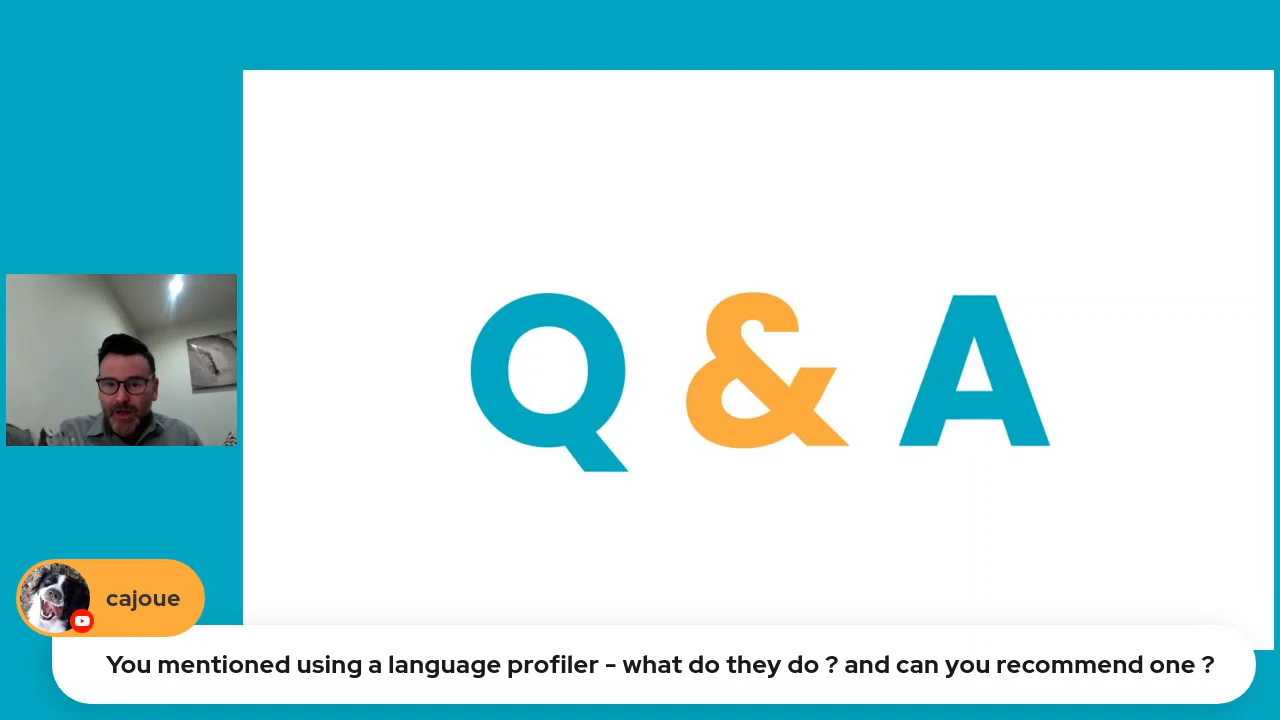 Q & A
cajoue
You mentioned using a language profiler - what do they do ? and can you recommend one ?